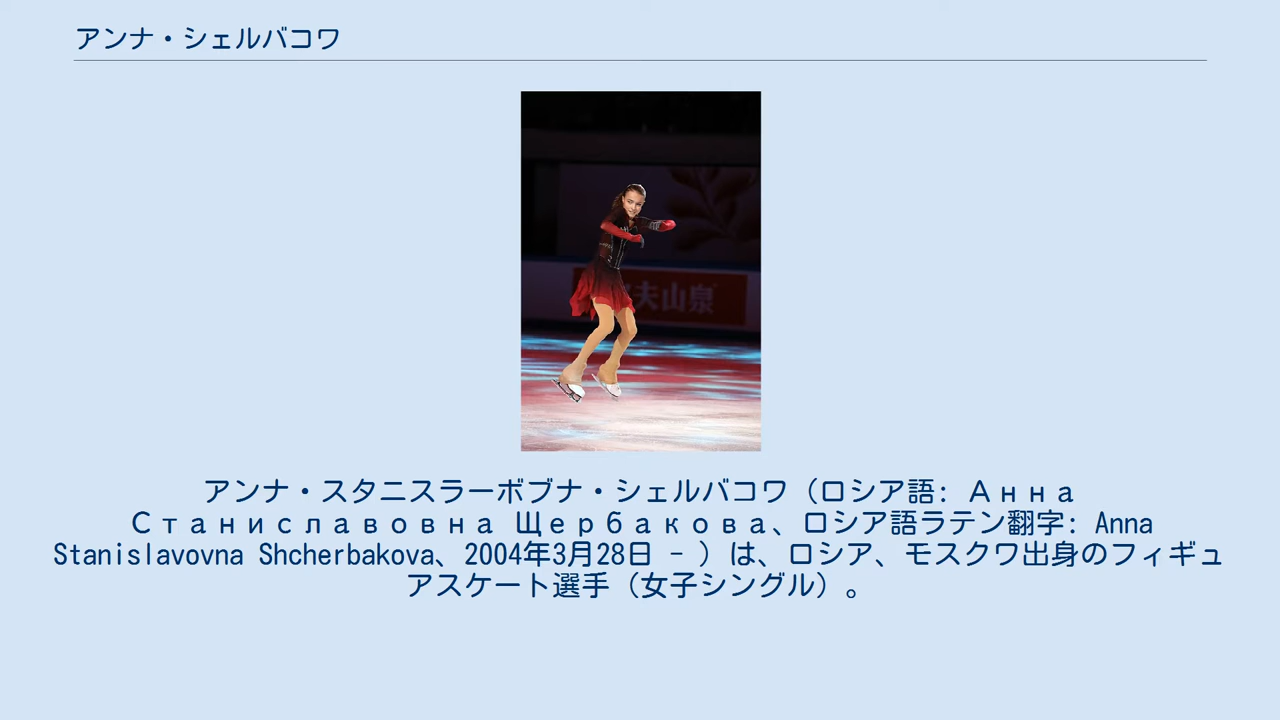 アンナ・シェルバコワ
夫山泉
アンナ・スタニスラーボブナ・シェルバコワ（ロシア語: Анна
Станиславовна Щербакова、ロシア語ラテン翻字: Anna
Stanislavovna Shcherbakova、2004年3月28日 - ）は、ロシア、モスクワ出身のフィギュ
アスケート選手（女子シングル）。